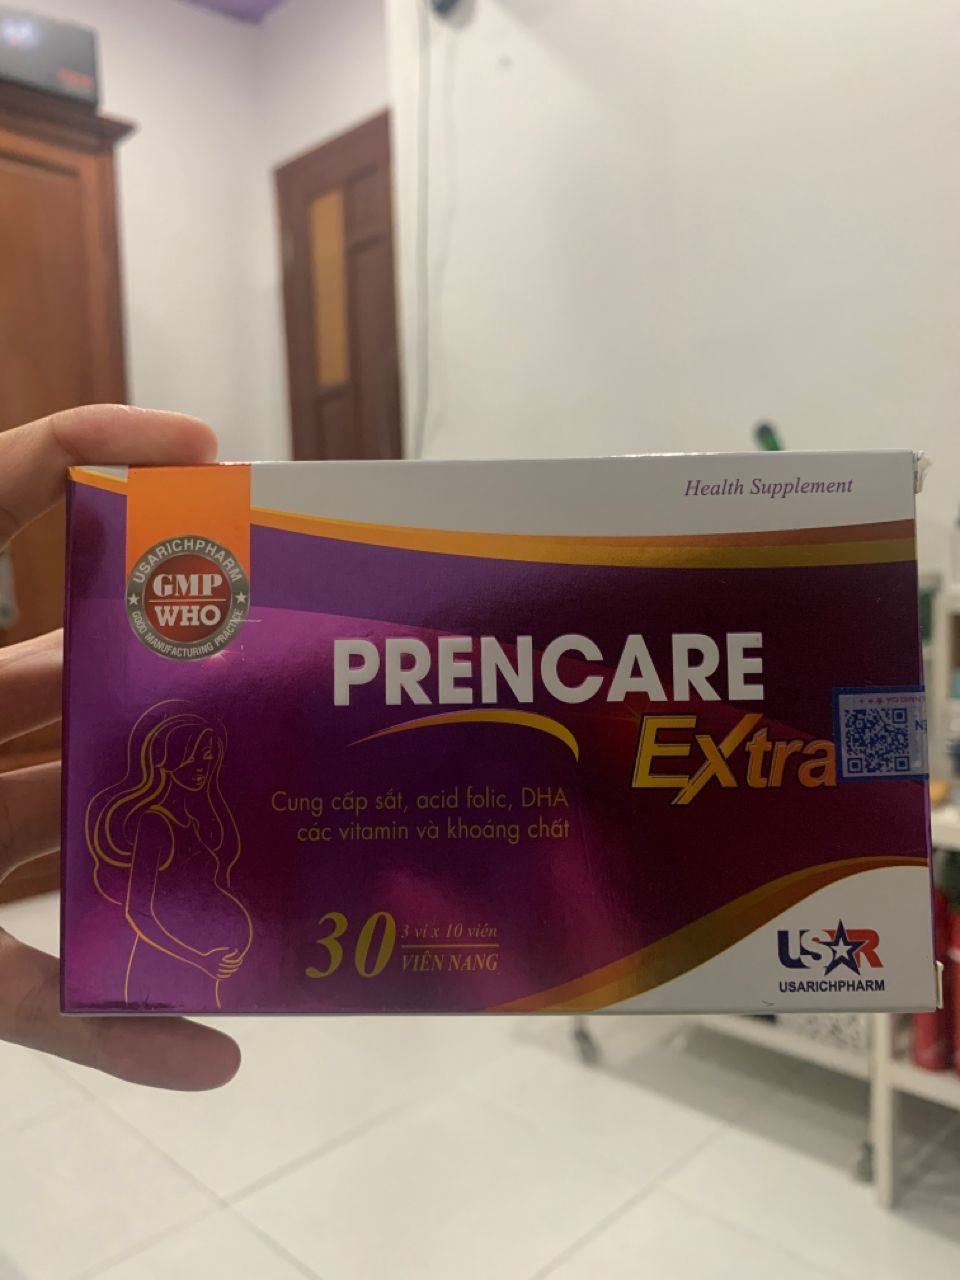 Health Supplement
USARICHPHARM
GMP
WHO
GOOD MANUFACTURING PRACTICE
PRENCARE
Extra
Cung cấp sắt, acid folic, DHA
các vitamin và khoáng chất
30
3 vỉ x 10 viên
VIÊN NANG
USAR
USARICHPHARM